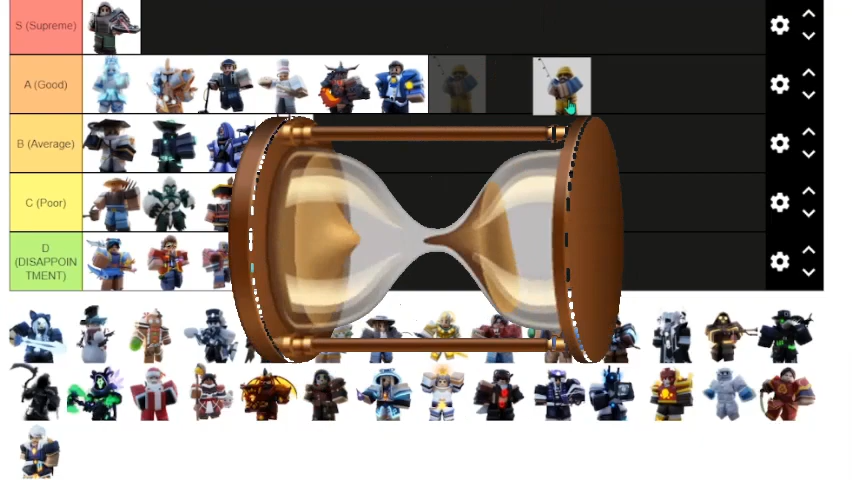 S (Supreme)
A (Good)
B (Average)
C (Poor)
D
(DISAPPOIN
TMENT)